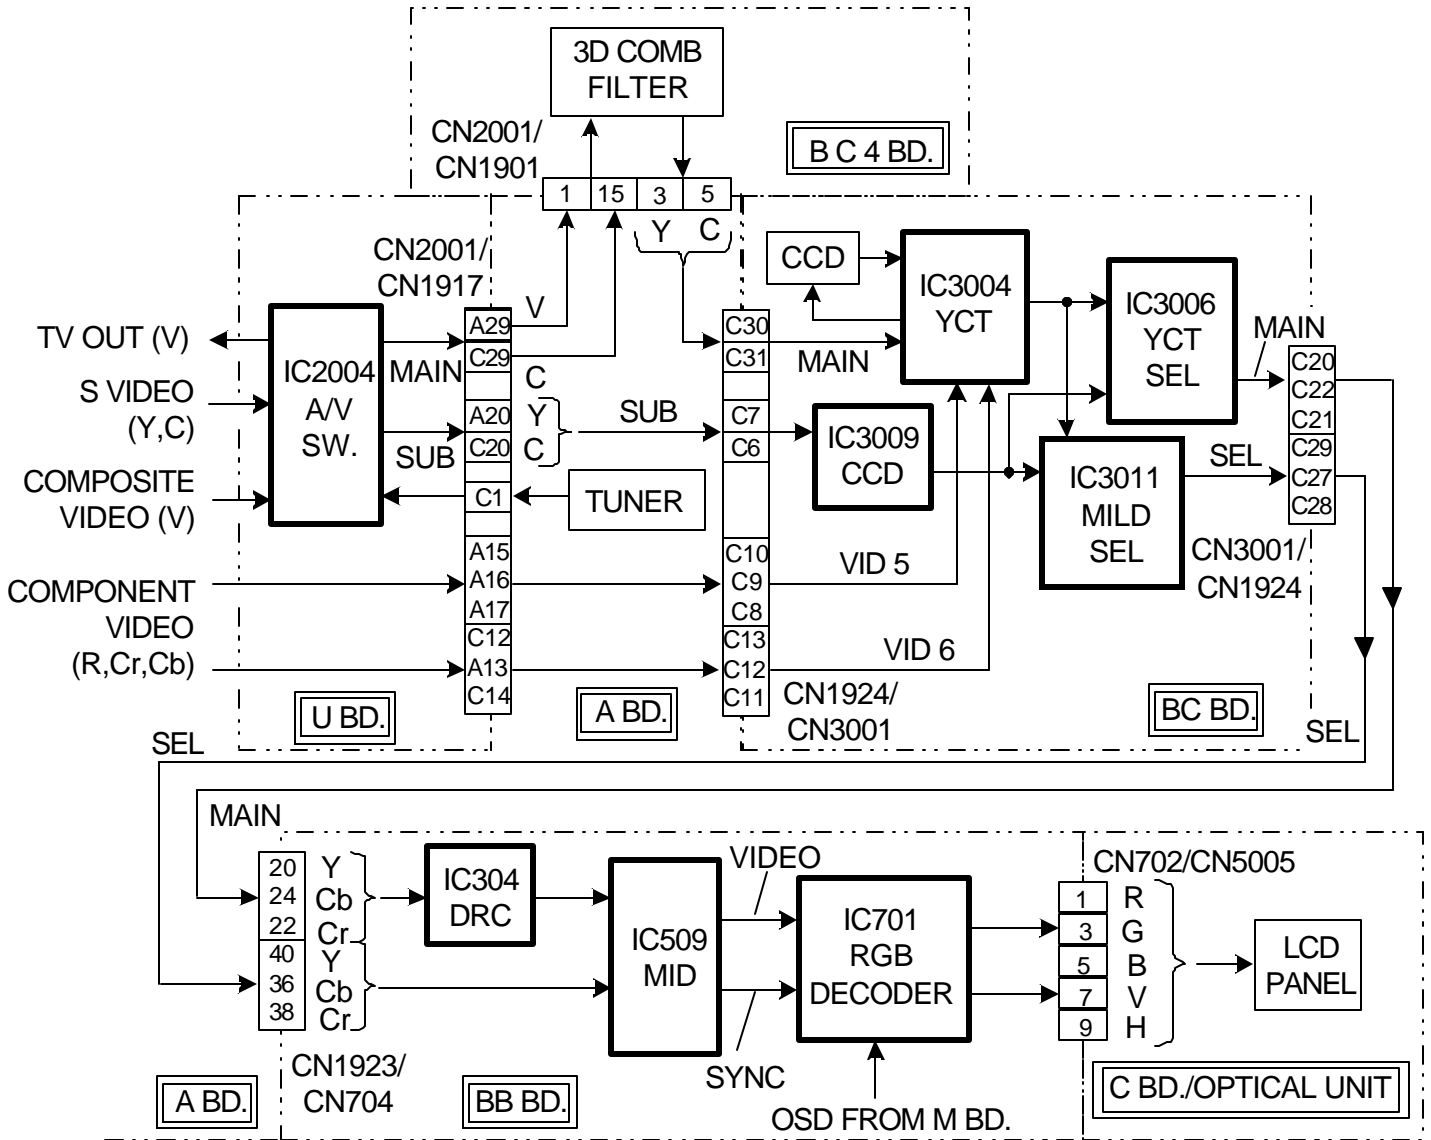 3D COMB
FILTER
CN2001/
CN1901
B C 4 BD.
1 15 3 5
Y C
CN2001/
CN1917
CCD
IC3004
YCT
IC3006
YCT
SEL
V
A29
C29
C30
C31
MAIN
MAIN
C20
C22
C21
C29
C27
C28
TV OUT (V)
S VIDEO
(Y,C)
COMPOSITE
VIDEO (V)
COMPONENT
VIDEO
(R,Cr,Cb)
IC2004
A/V
SW.
MAIN
SUB
C
Y
C
SUB
A20
C20
C1
TUNER
C7
C6
IC3009
CCD
IC3011
MILD
SEL
SEL
CN3001/
CN1924
A15
A16
A17
C12
A13
C14
C10
C9
C8
C13
C12
C11
VID 5
VID 6
CN1924/
CN3001
U BD.
A BD.
BC BD.
SEL
SEL
MAIN
20
24
22
40
36
38
Y
Cb
Cr
Y
Cb
Cr
IC304
DRC
IC509
MID
VIDEO
SYNC
IC701
RGB
DECODER
CN702/CN5005
1
3
5
7
9
R
G
B
V
H
LCD
PANEL
CN1923/
CN704
A BD.
BB BD.
OSD FROM M BD.
C BD./OPTICAL UNIT